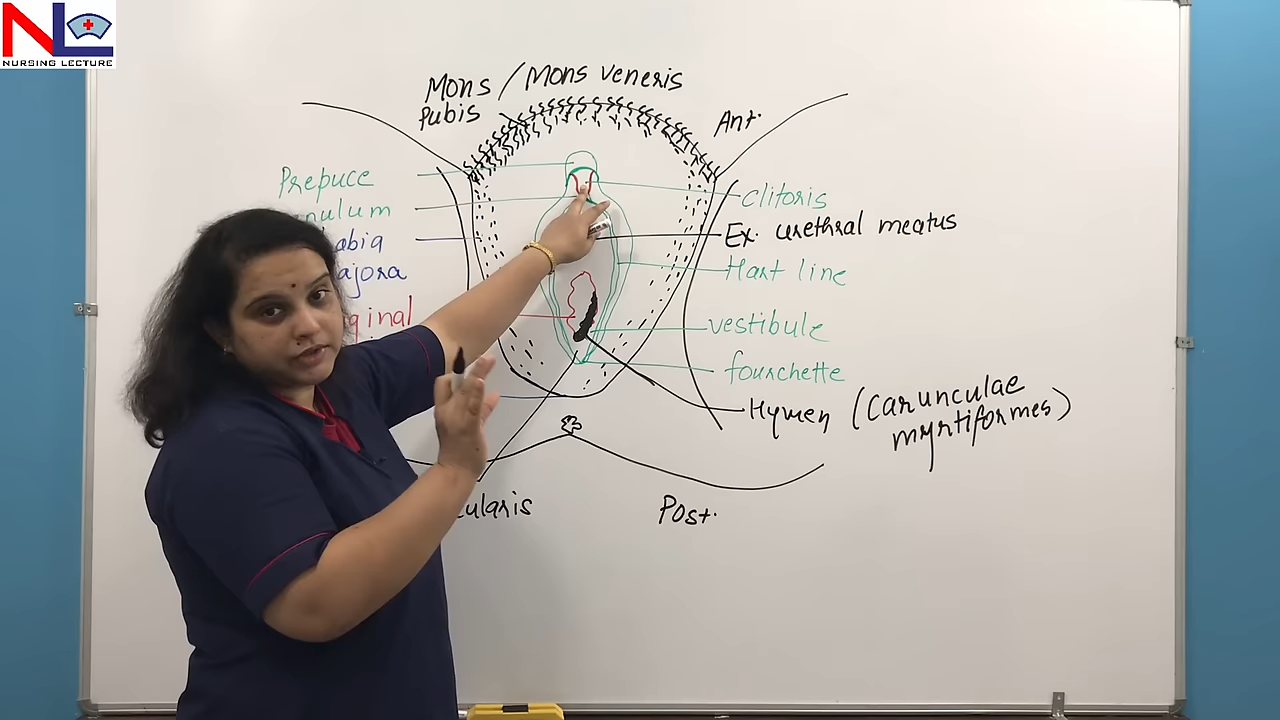 NL
NURSING LECTURE
Mons / Mons veneris
Pubis
Ant.
Prepuce
clitoris
Ex. urethral meatus
Hart line
vestibule
fourchette
Hymen (carunculae
myrtiformes)
Post.